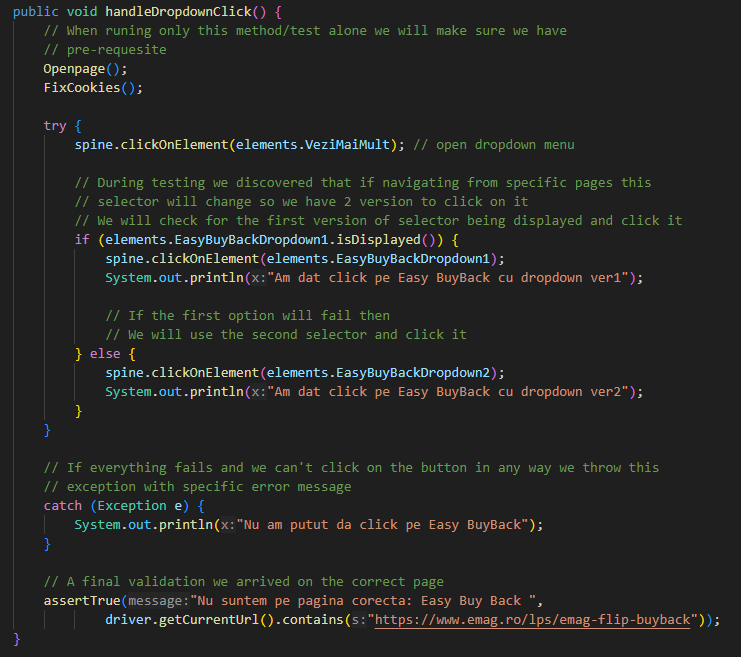 public void handleDropdownClick() {
// When runing only this method/test alone we will make sure we have
// pre-requesite
Openpage();
FixCookies();
try {
spine.clickOnElement(elements.VeziMaiMult); // open dropdown menu
// During testing we discovered that if navigating from specific pages this
// selector will change so we have 2 version to click on it
// We will check for the first version of selector being displayed and click it
if (elements.EasyBuyBackDropdown1.isDisplayed()) {
spine.clickOnElement(elements.EasyBuyBackDropdown1);
System.out.println(x:"Am dat click pe Easy BuyBack cu dropdown ver1");
// If the first option will fail then
// We will use the second selector and click it
} else {
spine.clickOnElement(elements.EasyBuyBackDropdown2);
System.out.println(x:"Am dat click pe Easy BuyBack cu dropdown ver2");
}
}
// If everything fails and we can't click on the button in any way we throw this
// exception with specific error message
catch (Exception e) {
System.out.println(x:"Nu am putut da click pe Easy BuyBack");
}
// A final validation we arrived on the correct page
assertTrue(message:"Nu suntem pe pagina corecta: Easy Buy Back ",
driver.getCurrentUrl().contains(s:"https://www.emag.ro/lps/emag-flip-buyback"));
}